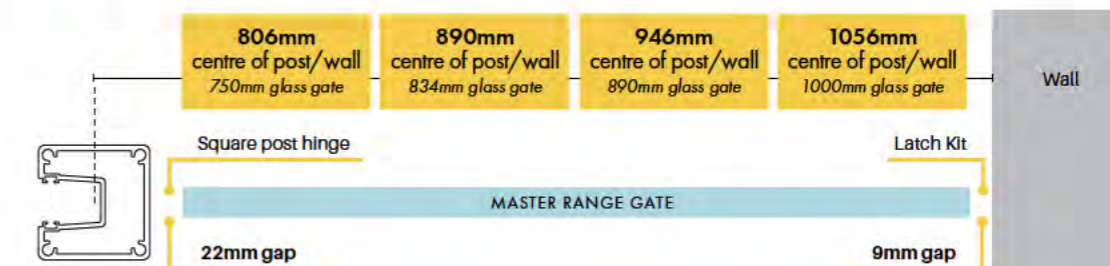 806mm
centre of post/wall
750mm glass gate
890mm
centre of post/wall
834mm glass gate
946mm
centre of post/wall
890mm glass gate
1056mm
centre of post/wall
1000mm glass gate
Wall
Square post hinge
Latch Kit
MASTER RANGE GATE
22mm gap
9mm gap